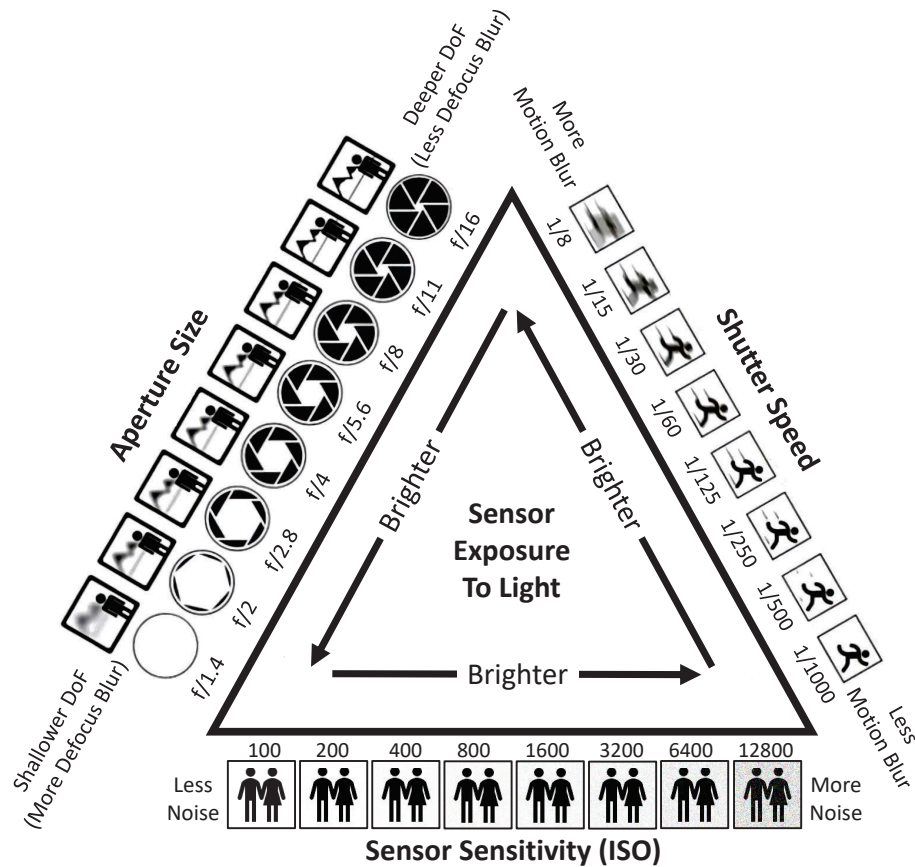 Deeper DoF
(Less Defocus Blur)
More
Motion Blur
Aperture Size
f/16
f/11
f/8
f/5.6
f/4
f/2.8
f/2
f/1.4
Shallower DoF
(More Defocus Blur)
Shutter Speed
1/8
1/15
1/30
1/60
1/125
1/250
1/500
1/1000
Less
Motion Blur
Brighter
Brighter
Sensor
Exposure
To Light
Brighter
100 200 400 800 1600 3200 6400 12800
Less
Noise
More
Noise
Sensor Sensitivity (ISO)